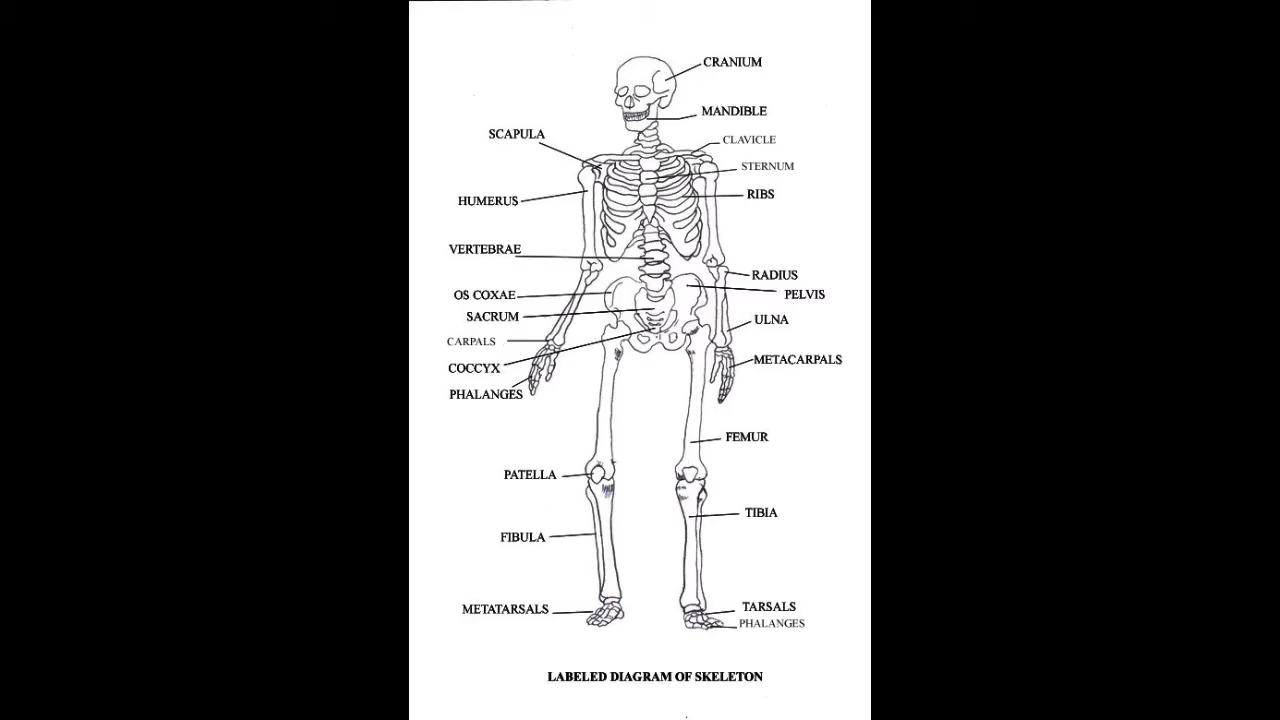 CRANIUM
MANDIBLE
SCAPULA
CLAVICLE
STERNUM
RIBS
HUMERUS
VERTEBRAE
RADIUS
OS COXAE
PELVIS
SACRUM
ULNA
CARPALS
METACARPALS
COCCYX
PHALANGES
FEMUR
PATELLA
TIBIA
FIBULA
METATARSALS
TARSALS
PHALANGES
LABELED DIAGRAM OF SKELETON